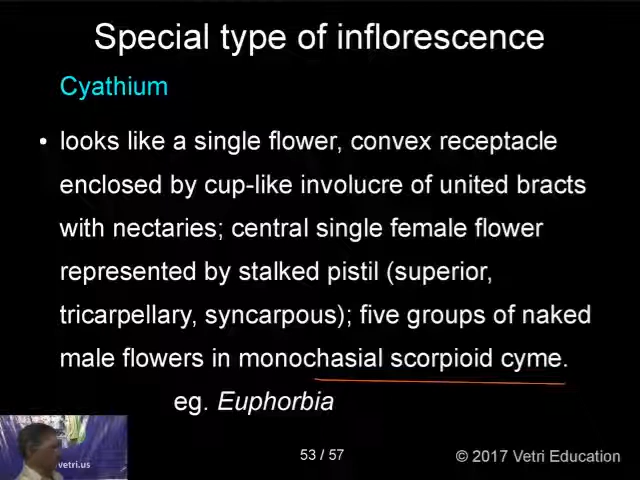 Special type of inflorescence
Cyathium
• looks like a single flower, convex receptacle
enclosed by cup-like involucre of united bracts
with nectaries; central single female flower
represented by stalked pistil (superior,
tricarpellary, syncarpous); five groups of naked
male flowers in monochasial scorpioid cyme.
eg. Euphorbia
vetri.us
53 / 57
© 2017 Vetri Education